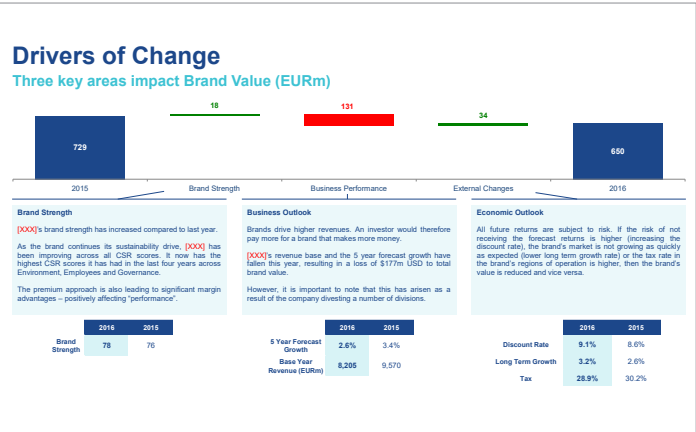 Drivers of Change
Three key areas impact Brand Value (EURm)
18
131
34
729
650
2015
Brand Strength
Business Performance
External Changes
2016
Brand Strength
[XXX]'s brand strength has increased compared to last year.
As the brand continues its sustainability drive, [XXX] has
been improving across all CSR scores. It now has the
highest CSR scores it has had in the last four years across
Environment, Employees and Governance.
The premium approach is also leading to significant margin
advantages – positively affecting "performance".
Business Outlook
Brands drive higher revenues. An investor would therefore
pay more for a brand that makes more money.
[XXX]'s revenue base and the 5 year forecast growth have
fallen this year, resulting in a loss of $177m USD to total
brand value.
However, it is important to note that this has arisen as a
result of the company divesting a number of divisions.
Economic Outlook
All future returns are subject to risk. If the risk of not
receiving the forecast returns is higher (increasing the
discount rate), the brand's market is not growing as quickly
as expected (lower long growth rate) or the tax rate in
the brand's regions of operation is higher, then the brand's
value is reduced and vice versa.
2016 2015
Brand
Strength
78 76
2016 2015
5 Year Forecast
Growth
2.6% 3.4%
Base Year
Revenue (EURm)
8,205 9,570
2016 2015
Discount Rate 9.1% 8.6%
Long Term Growth 3.2% 2.6%
Tax 28.9% 30.2%